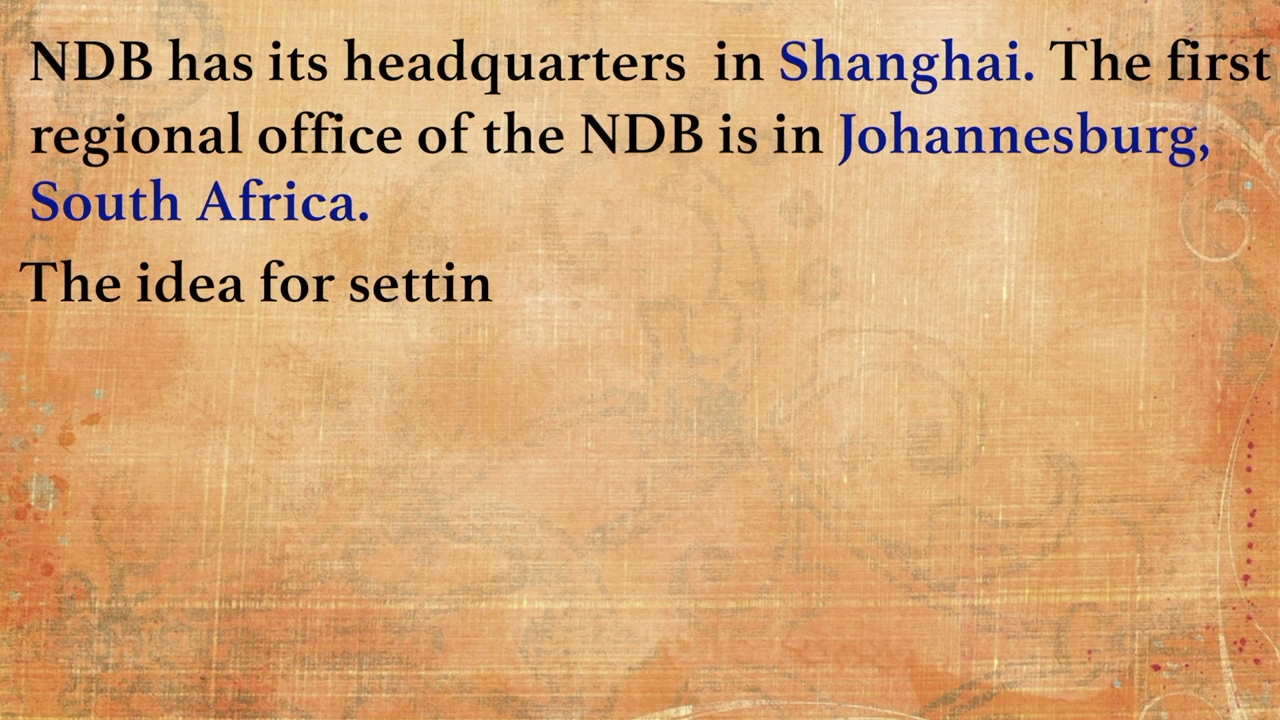 NDB has its headquarters  in Shanghai. The first
regional office of the NDB is in Johannesburg,
South Africa.
The idea for settin